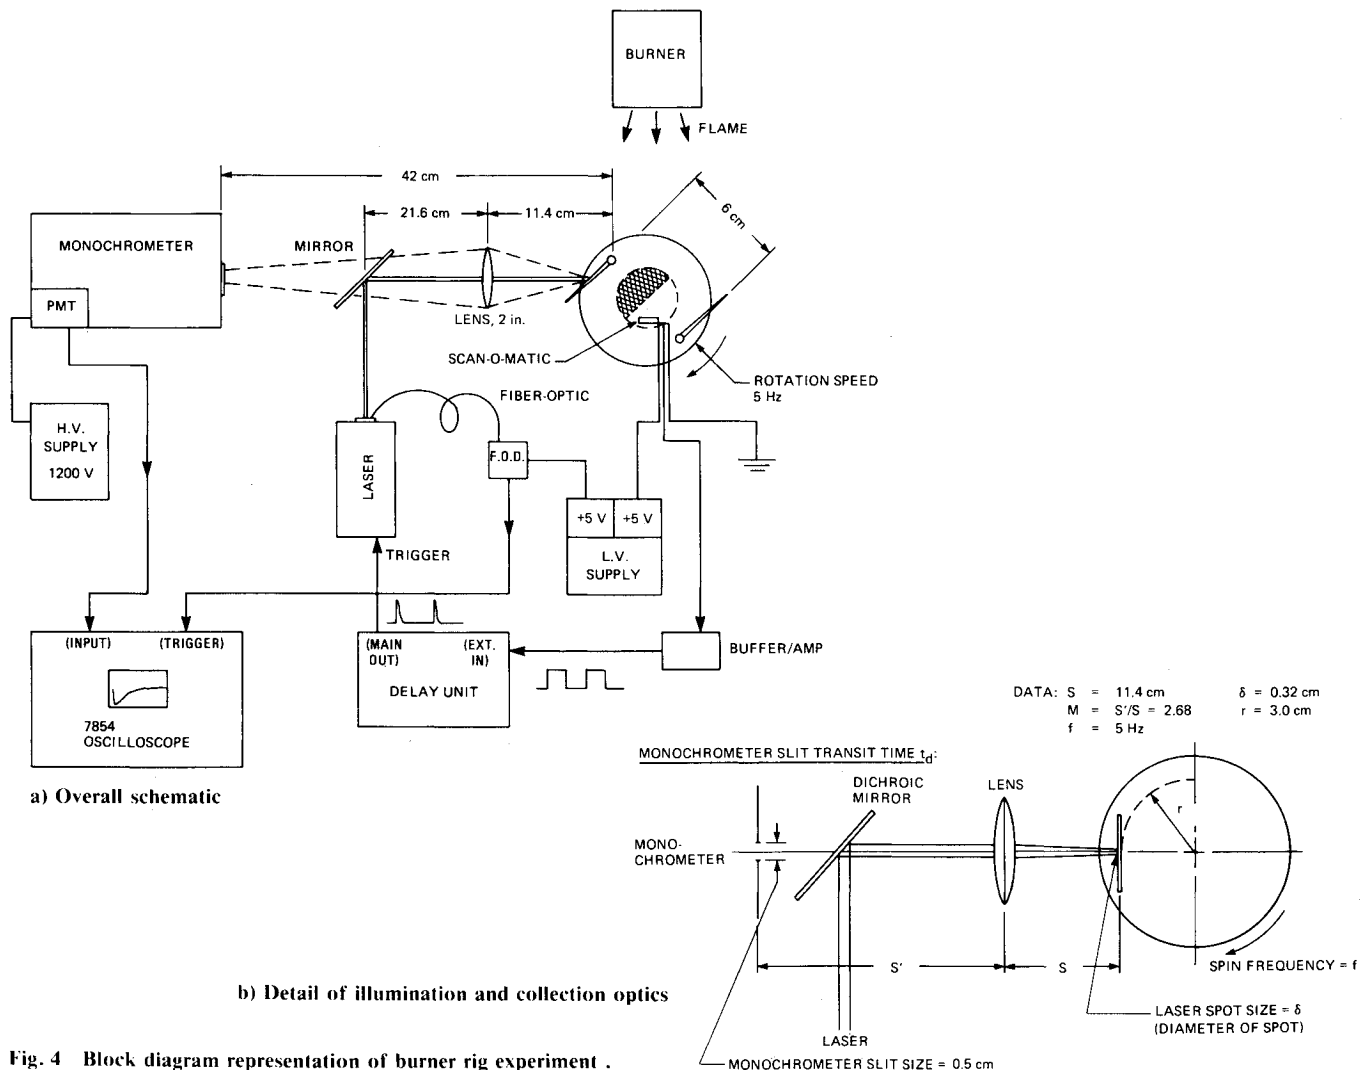 BURNER
FLAME
42 cm
21.6 cm
11.4 cm
6 cm
MONOCHROMETER
PMT
MIRROR
LENS, 2 in.
SCAN-O-MATIC
ROTATION SPEED
5 Hz
FIBER-OPTIC
H.V.
SUPPLY
1200 V
LASER
F.O.D.
+5 V
+5 V
L.V.
SUPPLY
TRIGGER
(INPUT)
(TRIGGER)
7854
OSCILLOSCOPE
(MAIN
OUT)
(EXT.
IN)
DELAY UNIT
BUFFER/AMP
a) Overall schematic
DATA: S = 11.4 cm δ = 0.32 cm
M = S'/S = 2.68 r = 3.0 cm
f = 5 Hz
MONOCHROMETER SLIT TRANSIT TIME td:
DICHROIC
MIRROR
LENS
r
MONO-
CHROMETER
S'
S
SPIN FREQUENCY = f
LASER SPOT SIZE = δ
(DIAMETER OF SPOT)
LASER
MONOCHROMETER SLIT SIZE = 0.5 cm
b) Detail of illumination and collection optics
Fig. 4 Block diagram representation of burner rig experiment .